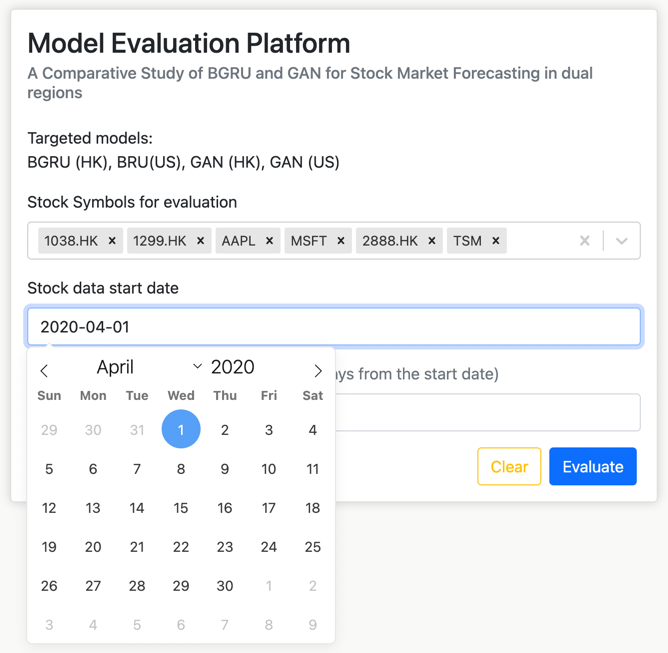 Model Evaluation Platform
A Comparative Study of BGRU and GAN for Stock Market Forecasting in dual
regions
Targeted models:
BGRU (HK), BRU(US), GAN (HK), GAN (US)
Stock Symbols for evaluation
1038.HK × 1299.HK × AAPL × MSFT × 2888.HK × TSM ×
Stock data start date
2020-04-01
April 2020
from the start date)
Sun Mon Tue Wed Thu Fri Sat
29 30 31 1 2 3 4
5 6 7 8 9 10 11
Clear Evaluate
12 13 14 15 16 17 18
19 20 21 22 23 24 25
26 27 28 29 30 1 2
3 4 5 6 7 8 9